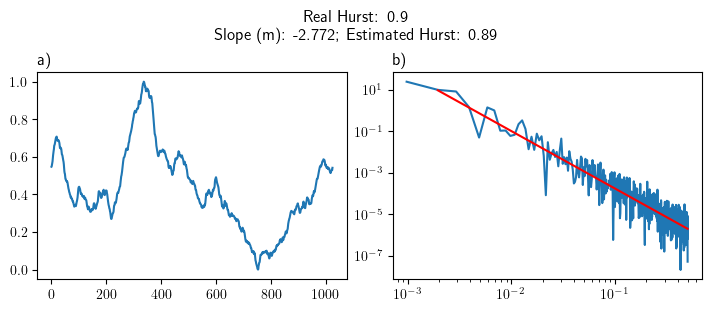 Real Hurst: 0.9
Slope (m): -2.772; Estimated Hurst: 0.89
a)
b)
1.0
0.8
0.6
0.4
0.2
0.0
0 200 400 600 800 1000
10^1
10^-1
10^-3
10^-5
10^-7
10^-3 10^-2 10^-1